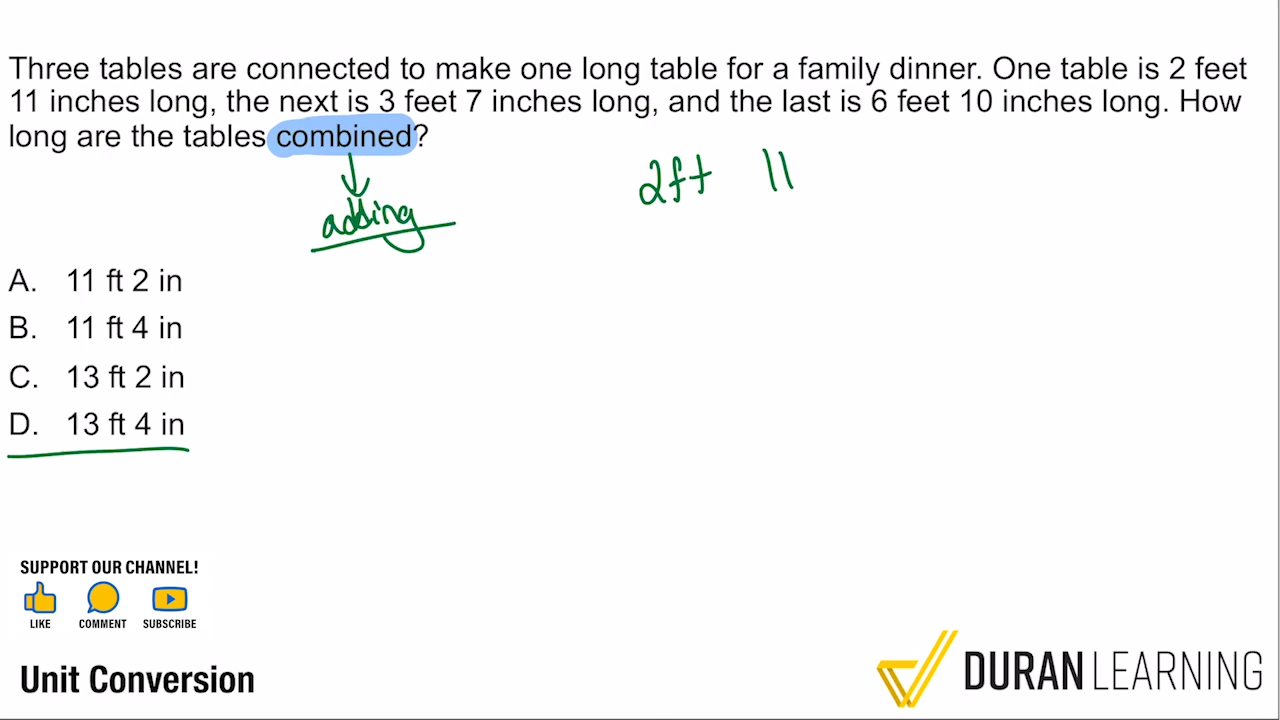 Three tables are connected to make one long table for a family dinner. One table is 2 feet
11 inches long, the next is 3 feet 7 inches long, and the last is 6 feet 10 inches long. How
long are the tables combined?
2ft 11
adding
A. 11 ft 2 in
B. 11 ft 4 in
C. 13 ft 2 in
D. 13 ft 4 in
SUPPORT OUR CHANNEL!
LIKE COMMENT SUBSCRIBE
Unit Conversion
DURAN LEARNING